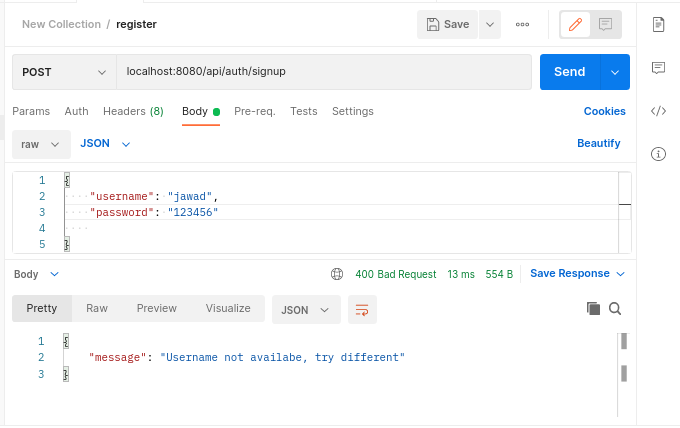 New Collection / register
Save
POST
localhost:8080/api/auth/signup
Send
Params Auth Headers (8) Body Pre-req. Tests Settings Cookies
raw JSON Beautify
1 {
2 "username": "jawad",
3 "password": "123456"
4
5 }
Body 400 Bad Request 13 ms 554 B Save Response
Pretty Raw Preview Visualize JSON
1 {
2 "message": "Username not availabe, try different"
3 }